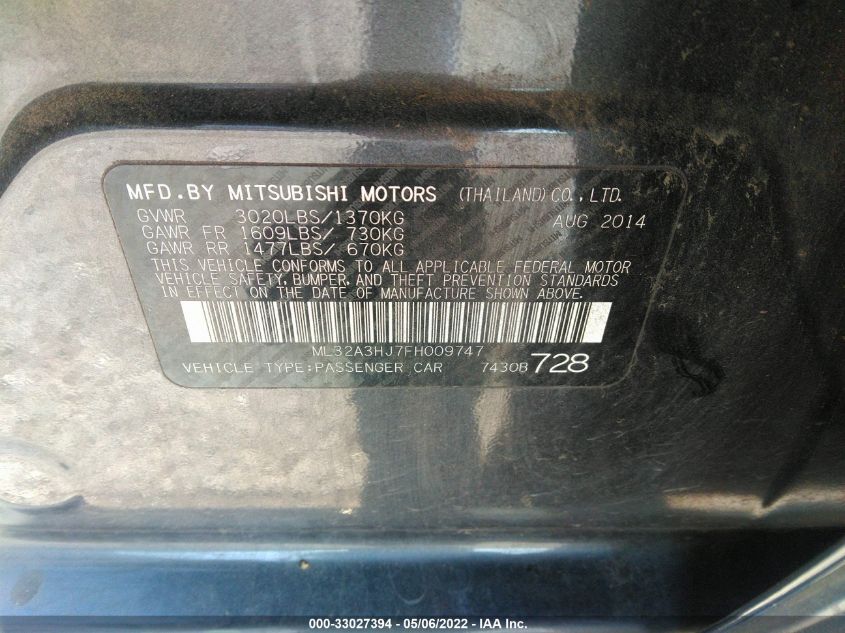 MFD.BY MITSUBISHI MOTORS (THAILAND) CO., LTD.
GVWR 3020LBS/1370KG AUG 2014
GAWR FR 1609LBS/ 730KG
GAWR RR 1477LBS/ 670KG
THIS VEHICLE CONFORMS TO ALL APPLICABLE FEDERAL MOTOR
VEHICLE SAFETY, BUMPER, AND THEFT PREVENTION STANDARDS
IN EFFECT ON THE DATE OF MANUFACTURE SHOWN ABOVE.
ML32A3HJ7FH009747
VEHICLE TYPE:PASSENGER CAR 7430B 728
000-33027394 - 05/06/2022 - IAA Inc.